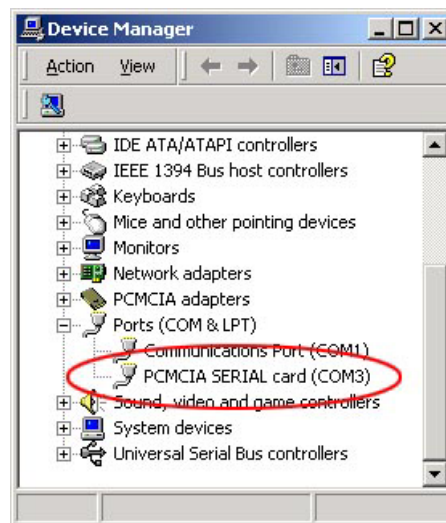 Device Manager
Action View
IDE ATA/ATAPI controllers
IEEE 1394 Bus host controllers
Keyboards
Mice and other pointing devices
Monitors
Network adapters
PCMCIA adapters
Ports (COM & LPT)
Communications Port (COM1)
PCMCIA SERIAL card (COM3)
Sound, video and game controllers
System devices
Universal Serial Bus controllers